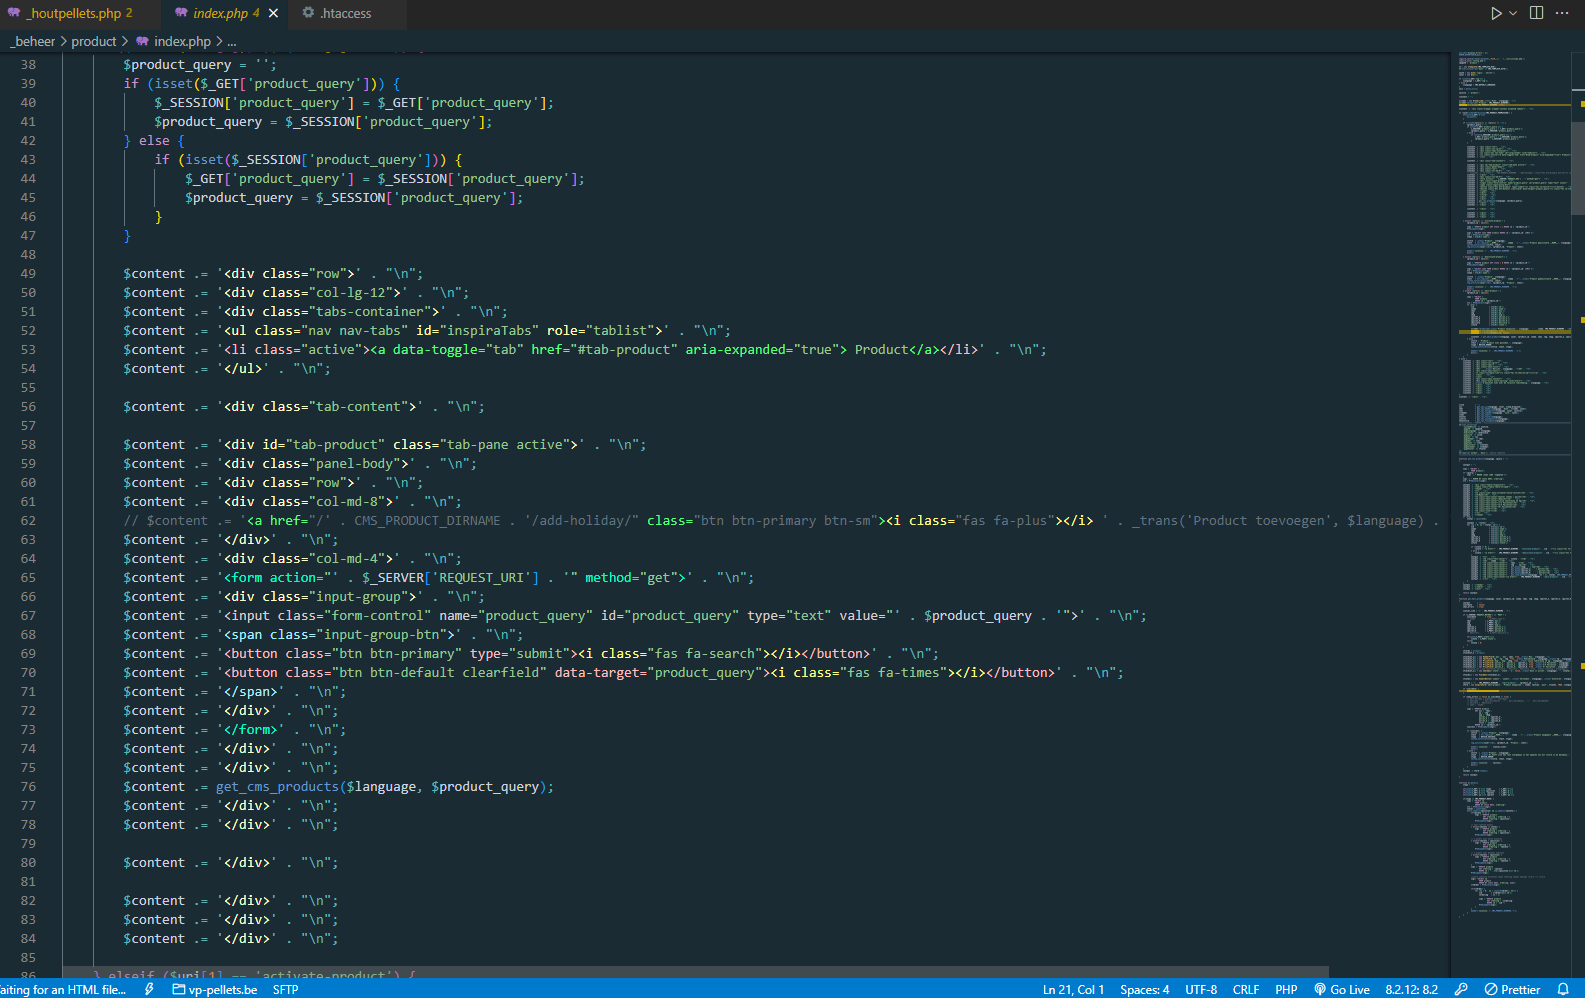 _houtpellets.php 2 index.php 4 × .htaccess
_beheer > product > index.php > ...
38 $product_query = '';
39 if (isset($_GET['product_query'])) {
40 $_SESSION['product_query'] = $_GET['product_query'];
41 $product_query = $_SESSION['product_query'];
42 } else {
43 if (isset($_SESSION['product_query'])) {
44 $_GET['product_query'] = $_SESSION['product_query'];
45 $product_query = $_SESSION['product_query'];
46 }
47 }
48
49 $content .= '<div class="row">' . "\n";
50 $content .= '<div class="col-lg-12">' . "\n";
51 $content .= '<div class="tabs-container">' . "\n";
52 $content .= '<ul class="nav nav-tabs" id="inspiraTabs" role="tablist">' . "\n";
53 $content .= '<li class="active"><a data-toggle="tab" href="#tab-product" aria-expanded="true"> Product</a></li>' . "\n";
54 $content .= '</ul>' . "\n";
55
56 $content .= '<div class="tab-content">' . "\n";
57
58 $content .= '<div id="tab-product" class="tab-pane active">' . "\n";
59 $content .= '<div class="panel-body">' . "\n";
60 $content .= '<div class="row">' . "\n";
61 $content .= '<div class="col-md-8">' . "\n";
62 // $content .= '<a href="/' . CMS_PRODUCT_DIRNAME . '/add-holiday/" class="btn btn-primary btn-sm"><i class="fas fa-plus"></i> ' . _trans('Product toevoegen', $language) .
63 $content .= '</div>' . "\n";
64 $content .= '<div class="col-md-4">' . "\n";
65 $content .= '<form action="' . $_SERVER['REQUEST_URI'] . '" method="get">' . "\n";
66 $content .= '<div class="input-group">' . "\n";
67 $content .= '<input class="form-control" name="product_query" id="product_query" type="text" value="' . $product_query . '">' . "\n";
68 $content .= '<span class="input-group-btn">' . "\n";
69 $content .= '<button class="btn btn-primary" type="submit"><i class="fas fa-search"></i></button>' . "\n";
70 $content .= '<button class="btn btn-default clearfield" data-target="product_query"><i class="fas fa-times"></i></button>' . "\n";
71 $content .= '</span>' . "\n";
72 $content .= '</div>' . "\n";
73 $content .= '</form>' . "\n";
74 $content .= '</div>' . "\n";
75 $content .= '</div>' . "\n";
76 $content .= get_cms_products($language, $product_query);
77 $content .= '</div>' . "\n";
78 $content .= '</div>' . "\n";
79
80 $content .= '</div>' . "\n";
81
82 $content .= '</div>' . "\n";
83 $content .= '</div>' . "\n";
84 $content .= '</div>' . "\n";
85
86 } elseif ($uri[1] == 'activate-product') {
aiting for an HTML file... vp-pellets.be SFTP Ln 21, Col 1 Spaces: 4 UTF-8 CRLF PHP Go Live 8.2.12: 8.2 Prettier